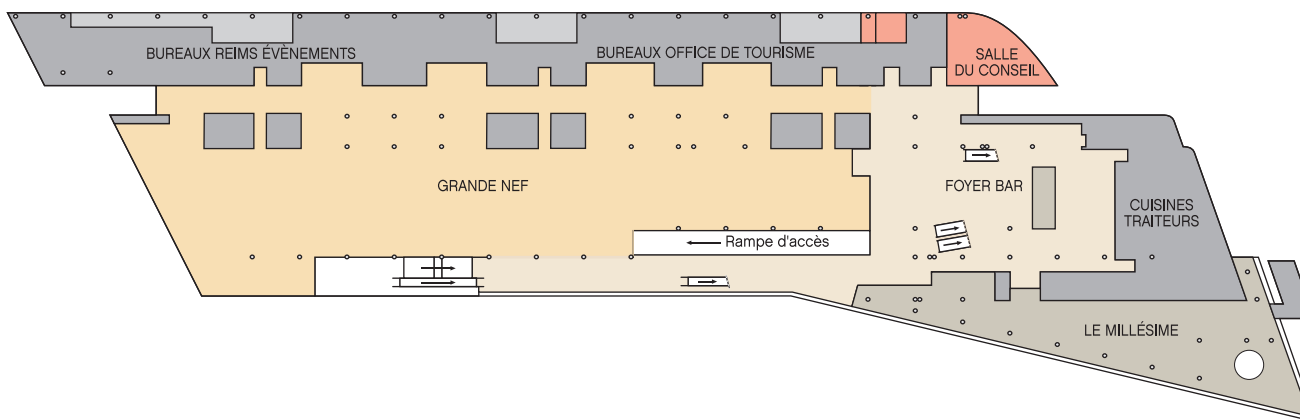 BUREAUX REIMS ÉVÈNEMENTS
BUREAUX OFFICE DE TOURISME
SALLE
DU CONSEIL
GRANDE NEF
FOYER BAR
CUISINES
TRAITEURS
Rampe d'accès
LE MILLÉSIME